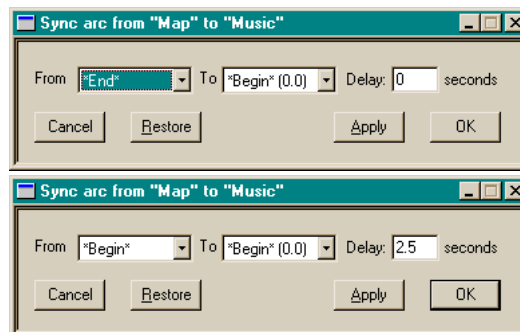 Sync arc from "Map" to "Music"
From *End* To *Begin* (0.0) Delay: 0 seconds
Cancel Restore Apply OK
Sync arc from "Map" to "Music"
From *Begin* To *Begin* (0.0) Delay: 2.5 seconds
Cancel Restore Apply OK